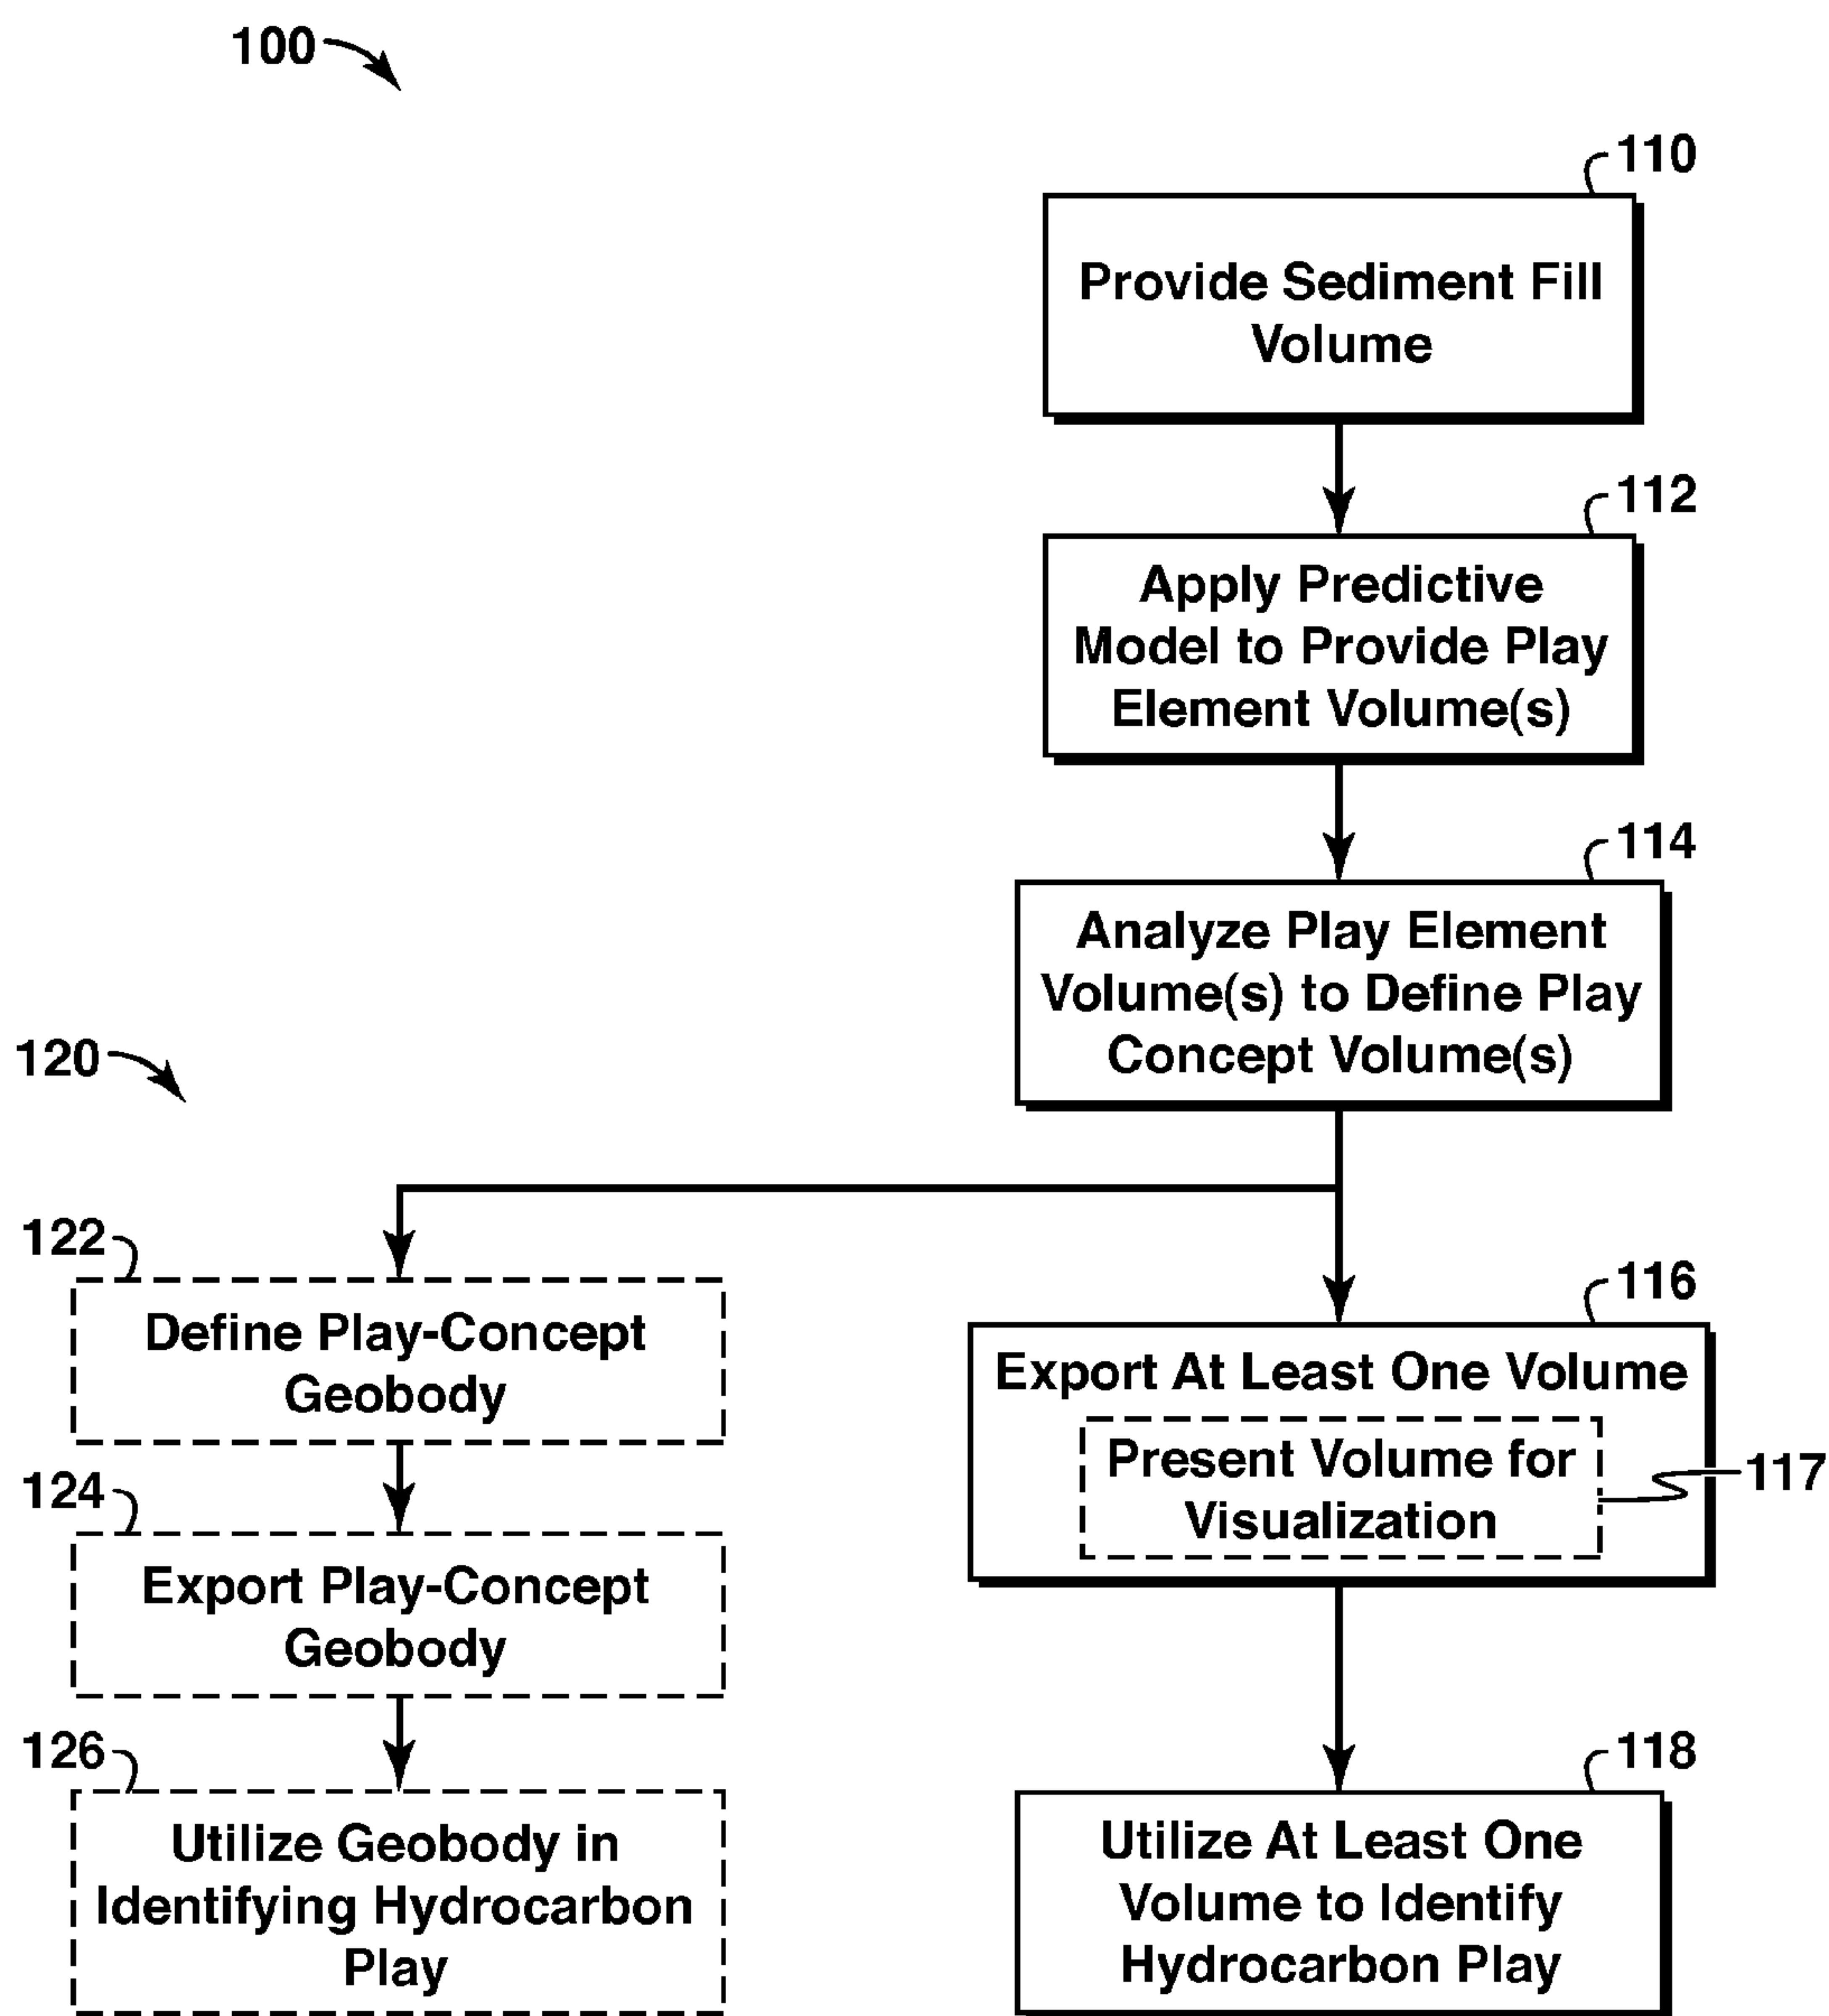 100
110
Provide Sediment Fill
Volume
112
Apply Predictive
Model to Provide Play
Element Volume(s)
114
Analyze Play Element
Volume(s) to Define Play
Concept Volume(s)
120
122
Define Play-Concept
Geobody
124
Export Play-Concept
Geobody
126
Utilize Geobody in
Identifying Hydrocarbon
Play
116
Export At Least One Volume
Present Volume for
Visualization
117
118
Utilize At Least One
Volume to Identify
Hydrocarbon Play